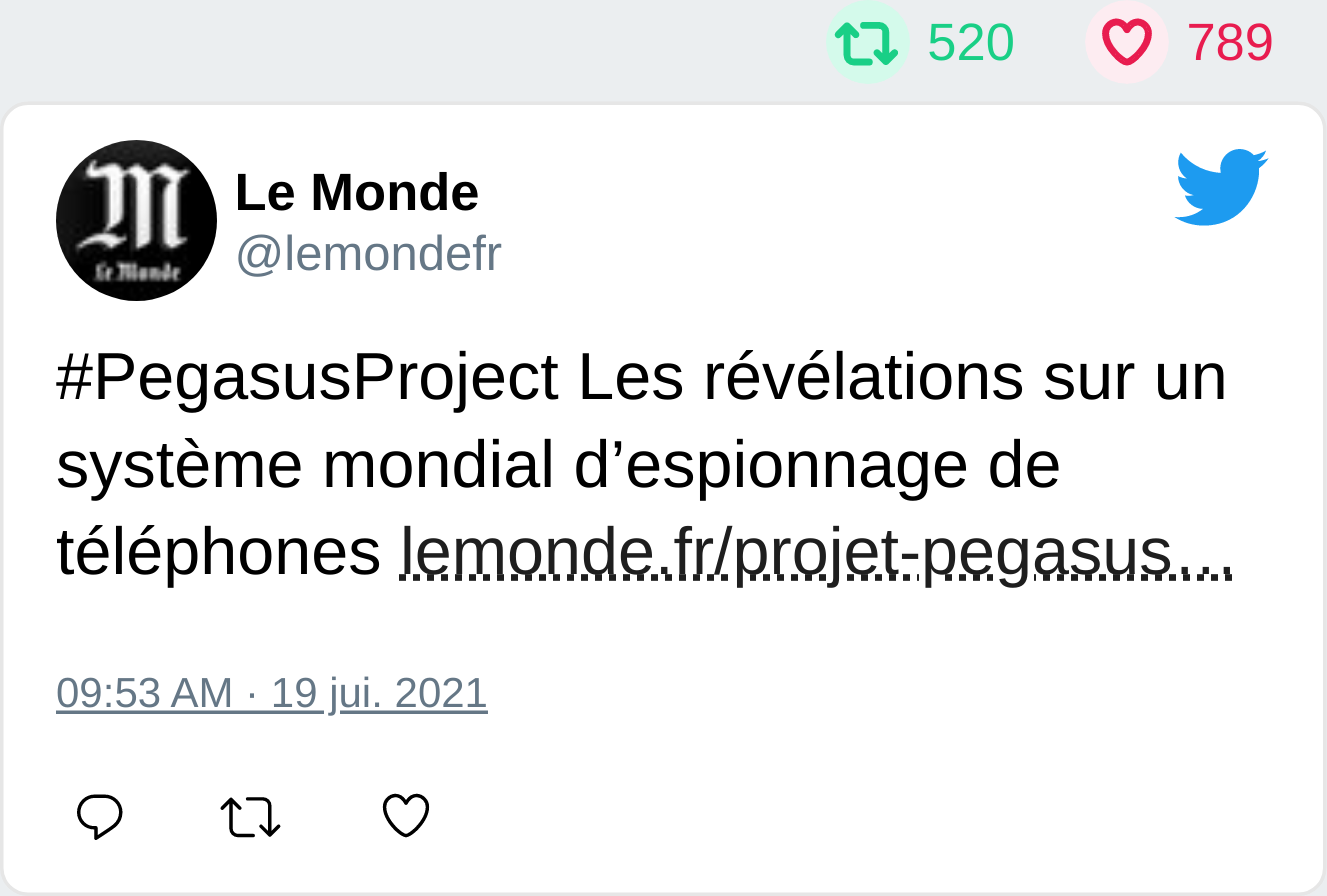 520 789
Le Monde
Le Monde
@lemondefr
#PegasusProject Les révélations sur un
système mondial d’espionnage de
téléphones lemonde.fr/projet-pegasus…
09:53 AM · 19 jui. 2021